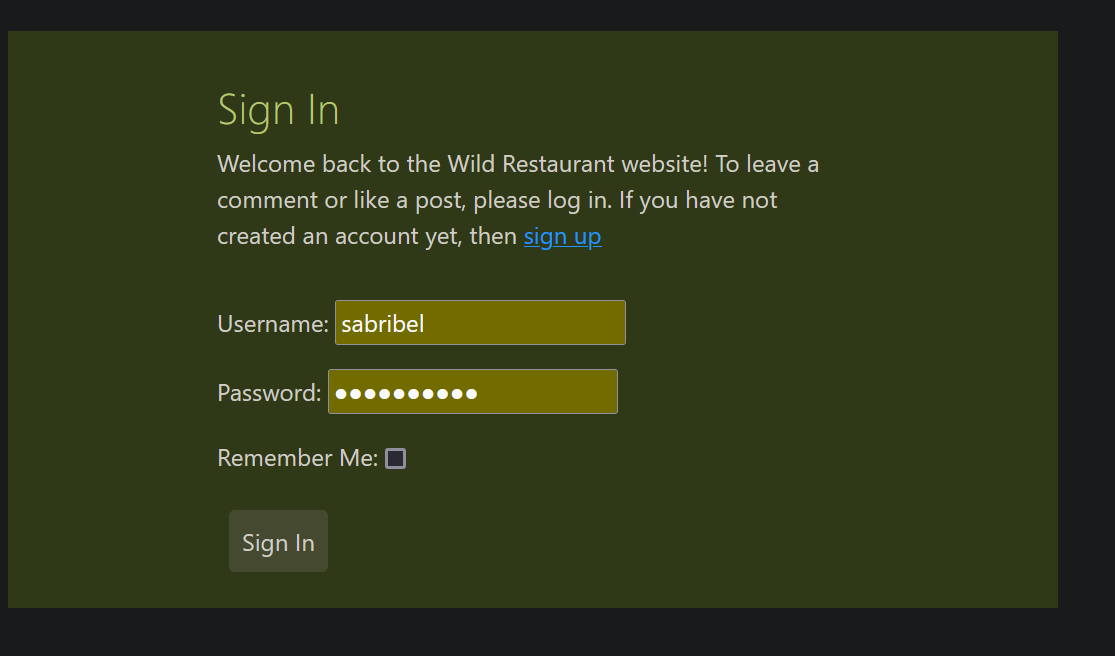 Sign In
Welcome back to the Wild Restaurant website! To leave a
comment or like a post, please log in. If you have not
created an account yet, then sign up
Username: sabribel
Password: ●●●●●●●●●●
Remember Me:
Sign In